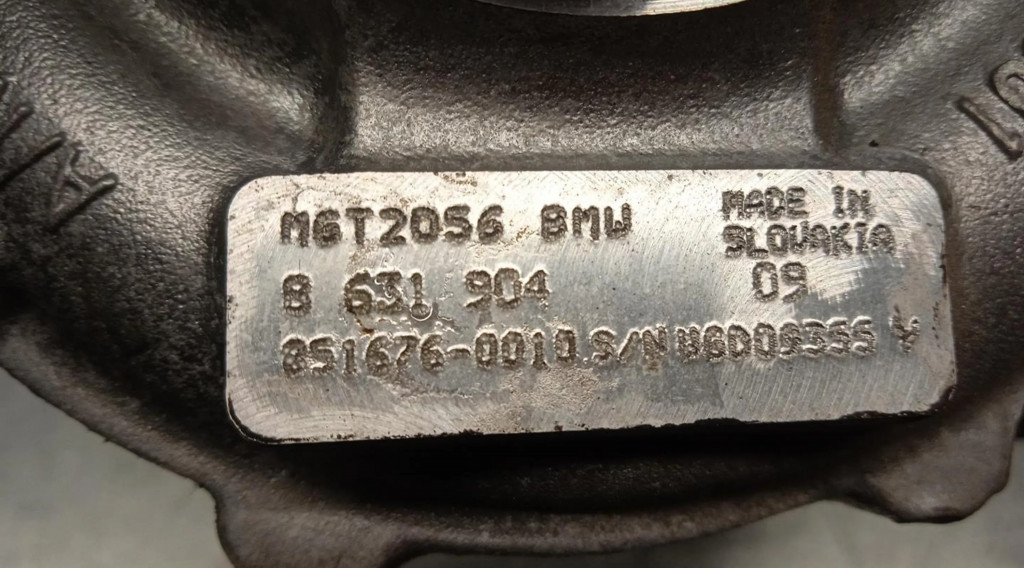 MGT2056 BMW
MADE IN
SLOVAKIA
8 631 904
09
851676-0010 S/N